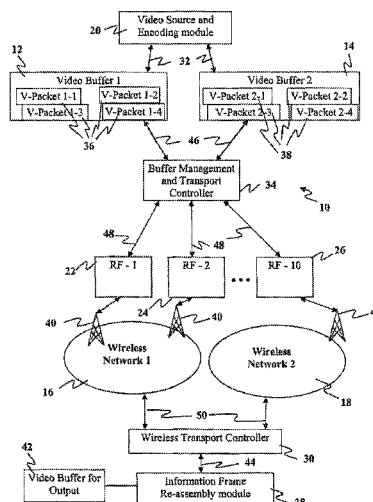 Video Source and
Encoding module
20
32
12
14
Video Buffer 1
V-Packet 1-1
V-Packet 1-2
V-Packet 1-3
V-Packet 1-4
36
Video Buffer 2
V-Packet 2-1
V-Packet 2-2
V-Packet 2-3
V-Packet 2-4
38
46
Buffer Management
and Transport
Controller
34
10
48
48
22
RF - 1
RF - 2
RF - 10
26
24
40
40
Wireless
Network 1
Wireless
Network 2
16
18
50
Wireless Transport Controller
30
44
42
Video Buffer for
Output
Information Frame
Re-assembly module